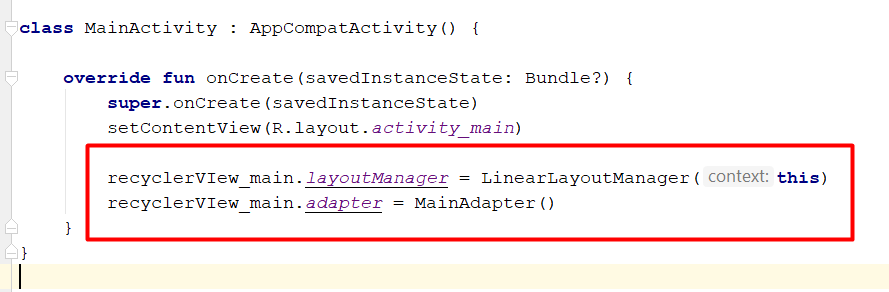 class MainActivity : AppCompatActivity() {
override fun onCreate(savedInstanceState: Bundle?) {
super.onCreate(savedInstanceState)
setContentView(R.layout.activity_main)
recyclerVIew_main.layoutManager = LinearLayoutManager( context: this)
recyclerVIew_main.adapter = MainAdapter()
}
}